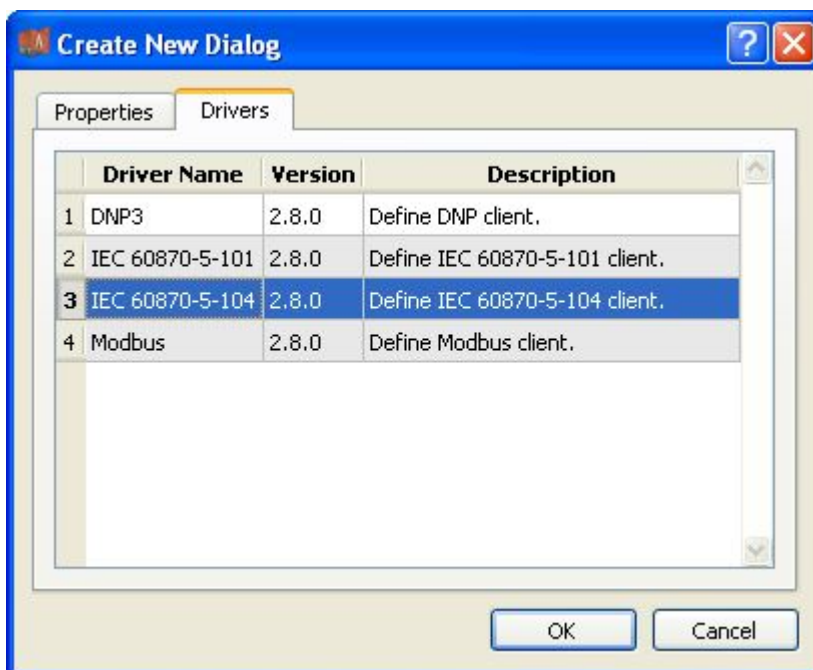 Create New Dialog
Properties Drivers
Driver Name Version Description
1 DNP3 2.8.0 Define DNP client.
2 IEC 60870-5-101 2.8.0 Define IEC 60870-5-101 client.
3 IEC 60870-5-104 2.8.0 Define IEC 60870-5-104 client.
4 Modbus 2.8.0 Define Modbus client.
OK Cancel